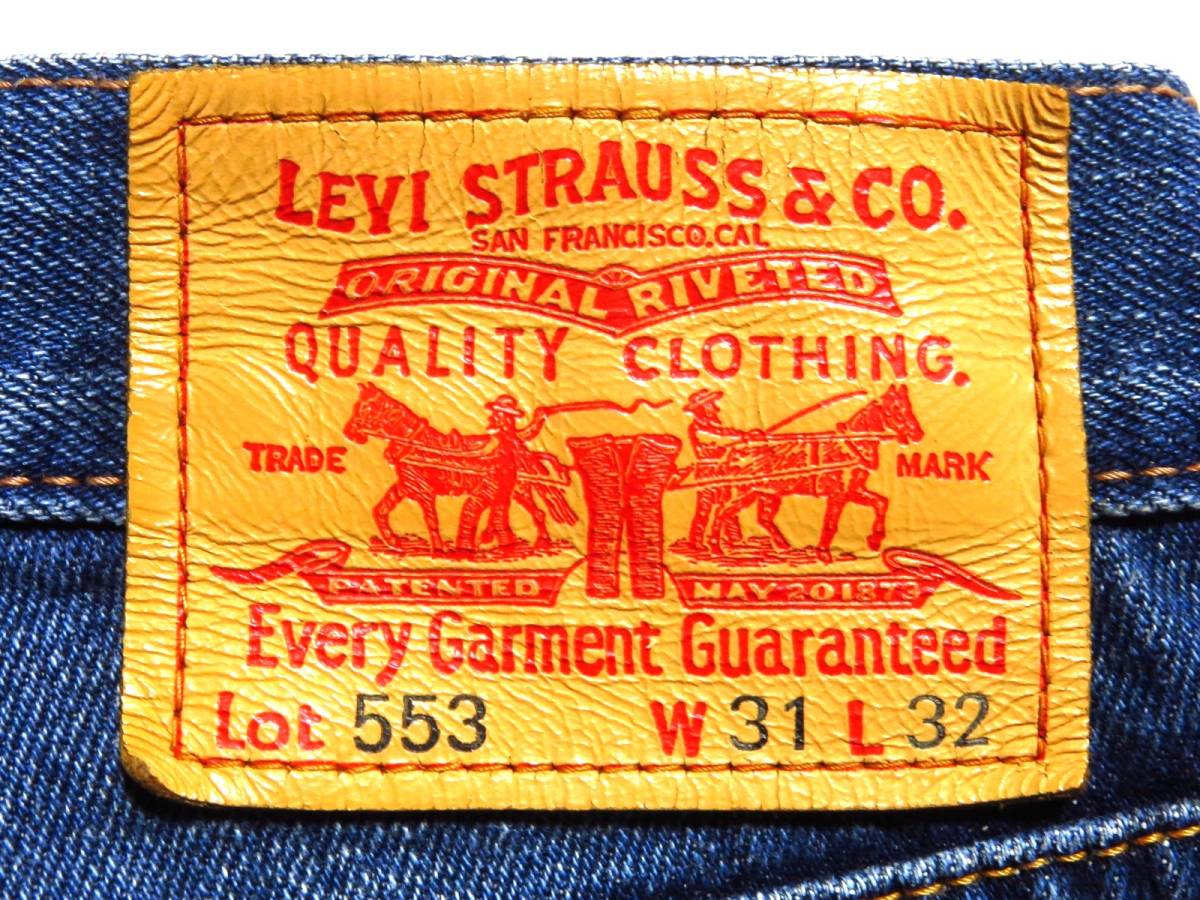 LEVI STRAUSS & CO.
SAN FRANCISCO.CAL
ORIGINAL RIVETED
QUALITY CLOTHING.
TRADE MARK
PATENTED MAY 20 1873
Every Garment Guaranteed
Lot 553 W 31 L 32